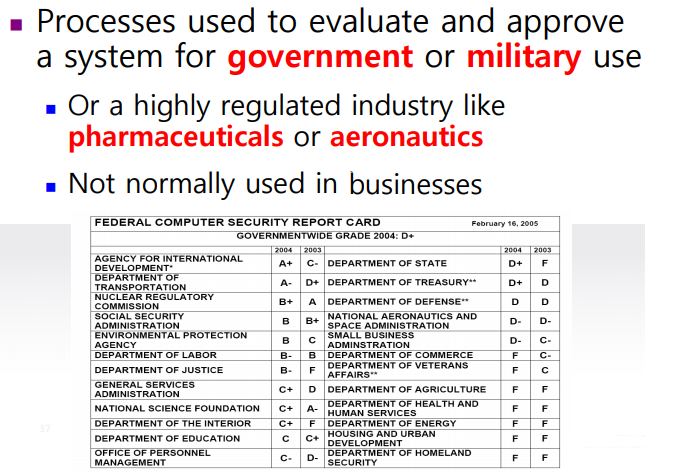 Processes used to evaluate and approve
a system for government or military use
Or a highly regulated industry like
pharmaceuticals or aeronautics
Not normally used in businesses
FEDERAL COMPUTER SECURITY REPORT CARD February 16, 2005
GOVERNMENTWIDE GRADE 2004: D+
2004 2003 2004 2003
AGENCY FOR INTERNATIONAL
DEVELOPMENT* A+ C- DEPARTMENT OF STATE D+ F
DEPARTMENT OF
TRANSPORTATION A- D+ DEPARTMENT OF TREASURY** D+ D
NUCLEAR REGULATORY
COMMISSION B+ A DEPARTMENT OF DEFENSE** D D
SOCIAL SECURITY
ADMINISTRATION B B+ NATIONAL AERONAUTICS AND
SPACE ADMINISTRATION D- D-
ENVIRONMENTAL PROTECTION
AGENCY B C SMALL BUSINESS
ADMINSTRATION D- C-
DEPARTMENT OF LABOR B- B DEPARTMENT OF COMMERCE F C-
DEPARTMENT OF JUSTICE B- F DEPARTMENT OF VETERANS
AFFAIRS** F C
GENERAL SERVICES
ADMINISTRATION C+ D DEPARTMENT OF AGRICULTURE F F
NATIONAL SCIENCE FOUNDATION C+ A- DEPARTMENT OF HEALTH AND
HUMAN SERVICES F F
DEPARTMENT OF THE INTERIOR C+ F DEPARTMENT OF ENERGY F F
DEPARTMENT OF EDUCATION C C+ HOUSING AND URBAN
DEVELOPMENT F F
OFFICE OF PERSONNEL
MANAGEMENT C- D- DEPARTMENT OF HOMELAND
SECURITY F F
37